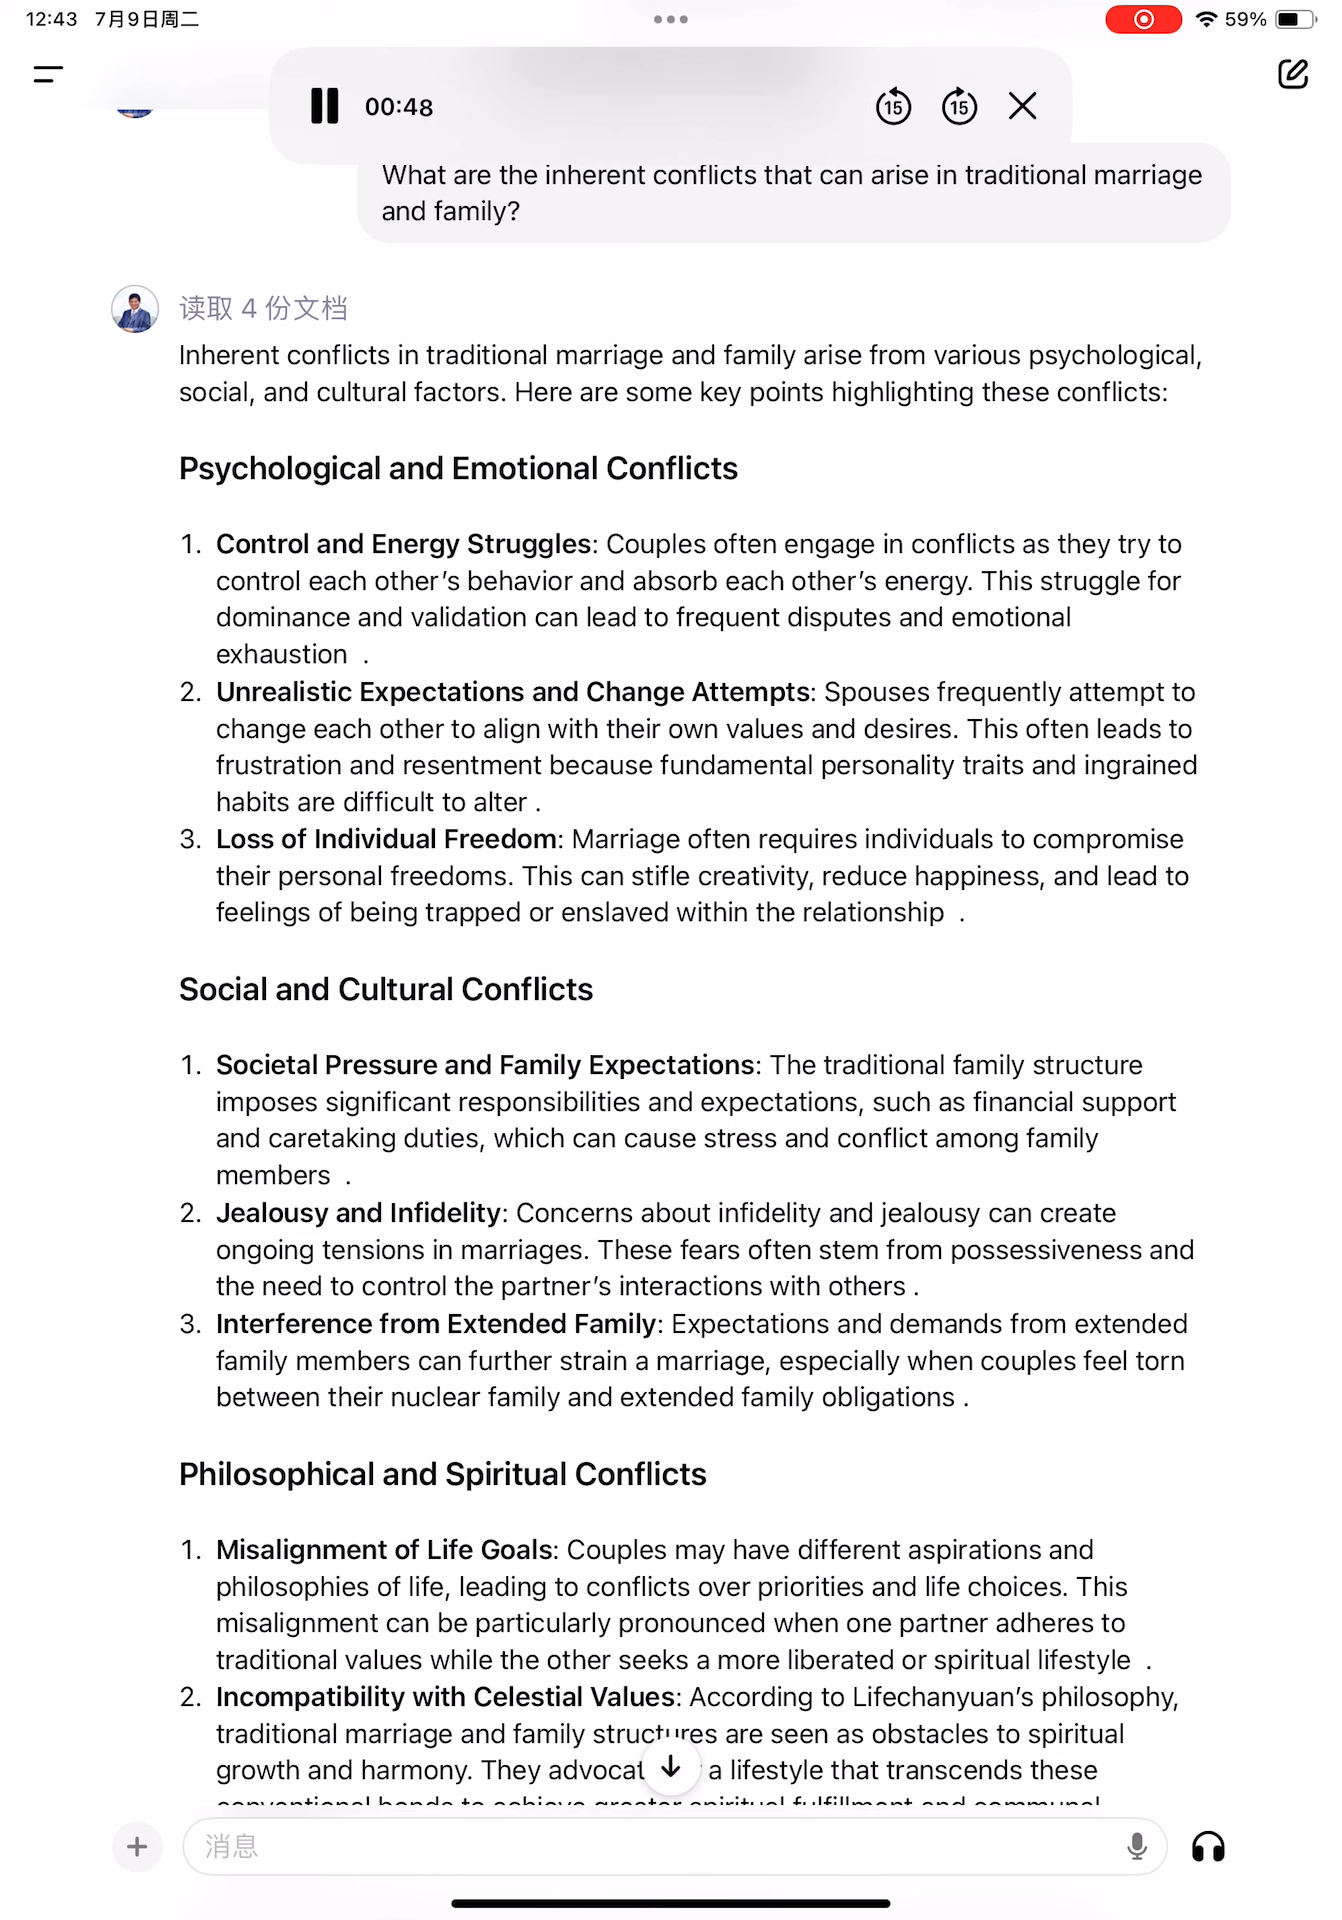 12:43 7月9日周二
59%
00:48
15
15
What are the inherent conflicts that can arise in traditional marriage
and family?
读取 4 份文档
Inherent conflicts in traditional marriage and family arise from various psychological,
social, and cultural factors. Here are some key points highlighting these conflicts:
Psychological and Emotional Conflicts
1. Control and Energy Struggles: Couples often engage in conflicts as they try to
control each other’s behavior and absorb each other’s energy. This struggle for
dominance and validation can lead to frequent disputes and emotional
exhaustion .
2. Unrealistic Expectations and Change Attempts: Spouses frequently attempt to
change each other to align with their own values and desires. This often leads to
frustration and resentment because fundamental personality traits and ingrained
habits are difficult to alter .
3. Loss of Individual Freedom: Marriage often requires individuals to compromise
their personal freedoms. This can stifle creativity, reduce happiness, and lead to
feelings of being trapped or enslaved within the relationship .
Social and Cultural Conflicts
1. Societal Pressure and Family Expectations: The traditional family structure
imposes significant responsibilities and expectations, such as financial support
and caretaking duties, which can cause stress and conflict among family
members .
2. Jealousy and Infidelity: Concerns about infidelity and jealousy can create
ongoing tensions in marriages. These fears often stem from possessiveness and
the need to control the partner’s interactions with others .
3. Interference from Extended Family: Expectations and demands from extended
family members can further strain a marriage, especially when couples feel torn
between their nuclear family and extended family obligations .
Philosophical and Spiritual Conflicts
1. Misalignment of Life Goals: Couples may have different aspirations and
philosophies of life, leading to conflicts over priorities and life choices. This
misalignment can be particularly pronounced when one partner adheres to
traditional values while the other seeks a more liberated or spiritual lifestyle .
2. Incompatibility with Celestial Values: According to Lifechanyuan’s philosophy,
traditional marriage and family structures are seen as obstacles to spiritual
growth and harmony. They advocat a lifestyle that transcends these
conventional bonds to achieve greater spiritual fulfillment and communal
消息